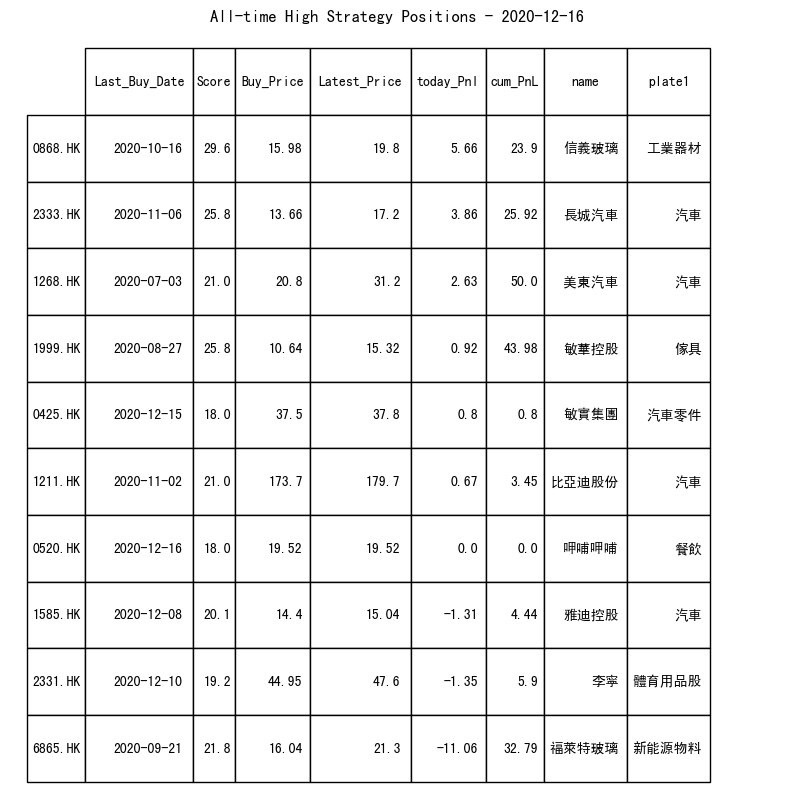 All-time High Strategy Positions - 2020-12-16
Last_Buy_Date Score Buy_Price Latest_Price today_Pnl cum_PnL name plate1
0868.HK 2020-10-16 29.6 15.98 19.8 5.66 23.9 信義玻璃 工業器材
2333.HK 2020-11-06 25.8 13.66 17.2 3.86 25.92 長城汽車 汽車
1268.HK 2020-07-03 21.0 20.8 31.2 2.63 50.0 美東汽車 汽車
1999.HK 2020-08-27 25.8 10.64 15.32 0.92 43.98 敏華控股 傢具
0425.HK 2020-12-15 18.0 37.5 37.8 0.8 0.8 敏實集團 汽車零件
1211.HK 2020-11-02 21.0 173.7 179.7 0.67 3.45 比亞迪股份 汽車
0520.HK 2020-12-16 18.0 19.52 19.52 0.0 0.0 呷哺呷哺 餐飲
1585.HK 2020-12-08 20.1 14.4 15.04 -1.31 4.44 雅迪控股 汽車
2331.HK 2020-12-10 19.2 44.95 47.6 -1.35 5.9 李寧 體育用品股
6865.HK 2020-09-21 21.8 16.04 21.3 -11.06 32.79 福萊特玻璃 新能源物料